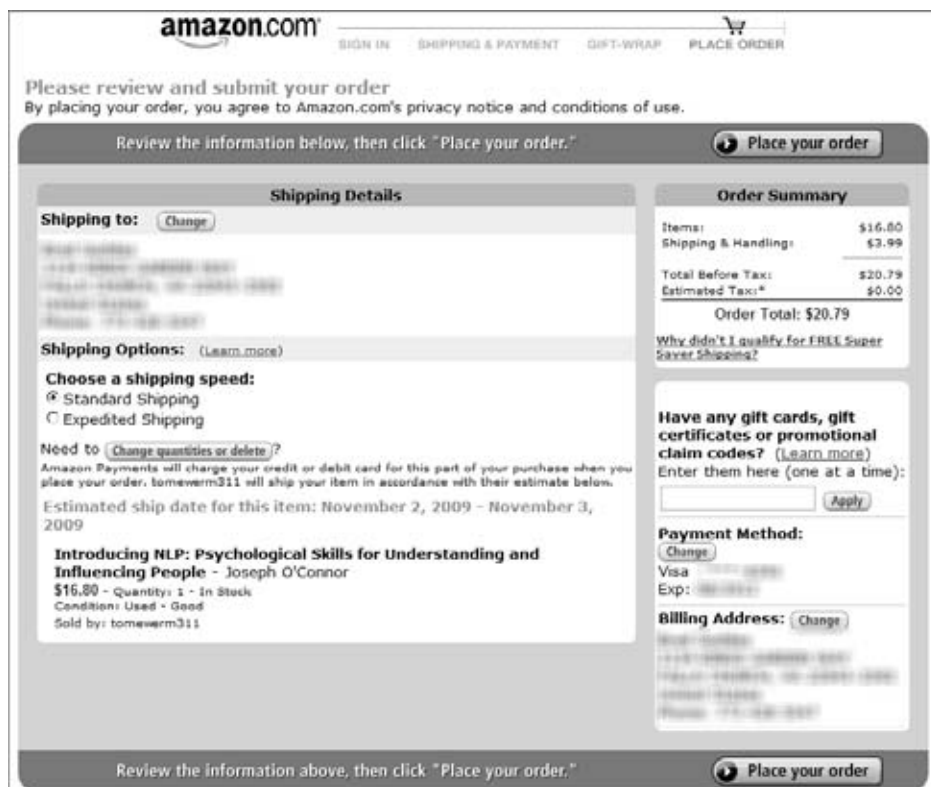 amazon.com
SIGN IN SHIPPING & PAYMENT GIFT-WRAP PLACE ORDER
Please review and submit your order
By placing your order, you agree to Amazon.com's privacy notice and conditions of use.
Review the information below, then click "Place your order."
Place your order
Shipping Details
Shipping to: Change
Shipping Options: (Learn more)
Choose a shipping speed:
Standard Shipping
Expedited Shipping
Need to Change quantities or delete ?
Amazon Payments will charge your credit or debit card for this part of your purchase when you
place your order. tomewerm311 will ship your item in accordance with their estimate below.
Estimated ship date for this item: November 2, 2009 - November 3,
2009
Introducing NLP: Psychological Skills for Understanding and
Influencing People - Joseph O'Connor
$16.80 - Quantity: 1 - In Stock
Condition: Used - Good
Sold by: tomewerm311
Order Summary
Items: $16.80
Shipping & Handling: $3.99
Total Before Tax: $20.79
Estimated Tax:* $0.00
Order Total: $20.79
Why didn't I qualify for FREE Super
Saver Shipping?
Have any gift cards, gift
certificates or promotional
claim codes? (Learn more)
Enter them here (one at a time):
Apply
Payment Method:
Change
Visa
Exp:
Billing Address: Change
Review the information above, then click "Place your order."
Place your order